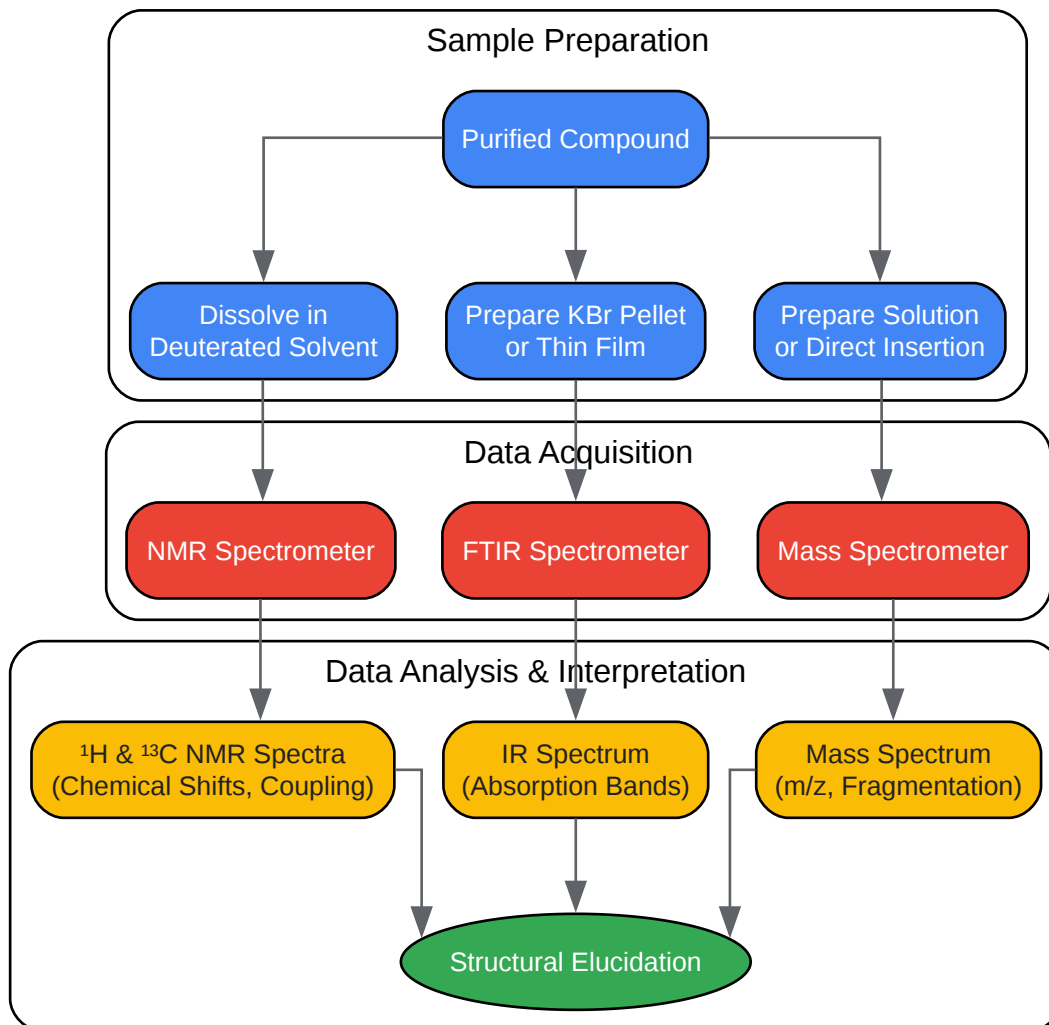 Sample Preparation
Purified Compound
Dissolve in
Deuterated Solvent
Prepare KBr Pellet
or Thin Film
Prepare Solution
or Direct Insertion
Data Acquisition
NMR Spectrometer
FTIR Spectrometer
Mass Spectrometer
Data Analysis & Interpretation
¹H & ¹³C NMR Spectra
(Chemical Shifts, Coupling)
IR Spectrum
(Absorption Bands)
Mass Spectrum
(m/z, Fragmentation)
Structural Elucidation